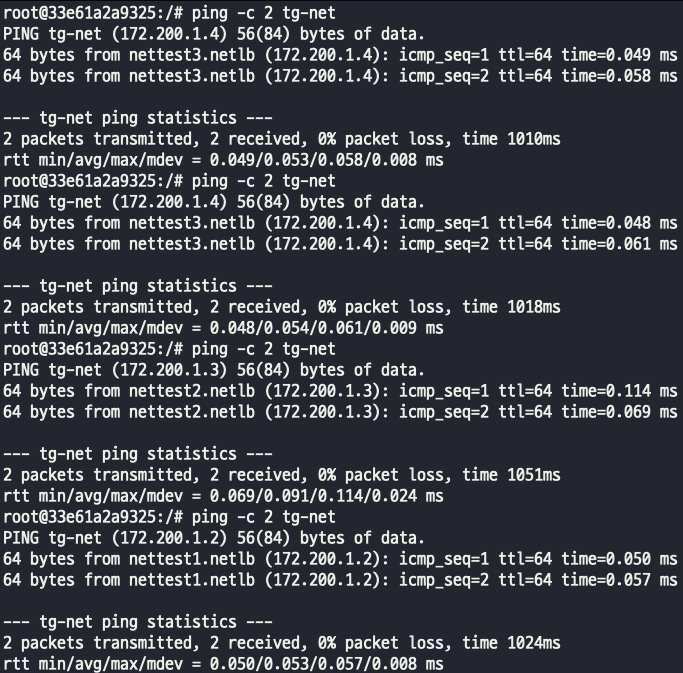 root@33e61a2a9325:/# ping -c 2 tg-net
PING tg-net (172.200.1.4) 56(84) bytes of data.
64 bytes from nettest3.netlb (172.200.1.4): icmp_seq=1 ttl=64 time=0.049 ms
64 bytes from nettest3.netlb (172.200.1.4): icmp_seq=2 ttl=64 time=0.058 ms

--- tg-net ping statistics ---
2 packets transmitted, 2 received, 0% packet loss, time 1010ms
rtt min/avg/max/mdev = 0.049/0.053/0.058/0.008 ms
root@33e61a2a9325:/# ping -c 2 tg-net
PING tg-net (172.200.1.4) 56(84) bytes of data.
64 bytes from nettest3.netlb (172.200.1.4): icmp_seq=1 ttl=64 time=0.048 ms
64 bytes from nettest3.netlb (172.200.1.4): icmp_seq=2 ttl=64 time=0.061 ms

--- tg-net ping statistics ---
2 packets transmitted, 2 received, 0% packet loss, time 1018ms
rtt min/avg/max/mdev = 0.048/0.054/0.061/0.009 ms
root@33e61a2a9325:/# ping -c 2 tg-net
PING tg-net (172.200.1.3) 56(84) bytes of data.
64 bytes from nettest2.netlb (172.200.1.3): icmp_seq=1 ttl=64 time=0.114 ms
64 bytes from nettest2.netlb (172.200.1.3): icmp_seq=2 ttl=64 time=0.069 ms

--- tg-net ping statistics ---
2 packets transmitted, 2 received, 0% packet loss, time 1051ms
rtt min/avg/max/mdev = 0.069/0.091/0.114/0.024 ms
root@33e61a2a9325:/# ping -c 2 tg-net
PING tg-net (172.200.1.2) 56(84) bytes of data.
64 bytes from nettest1.netlb (172.200.1.2): icmp_seq=1 ttl=64 time=0.050 ms
64 bytes from nettest1.netlb (172.200.1.2): icmp_seq=2 ttl=64 time=0.057 ms

--- tg-net ping statistics ---
2 packets transmitted, 2 received, 0% packet loss, time 1024ms
rtt min/avg/max/mdev = 0.050/0.053/0.057/0.008 ms